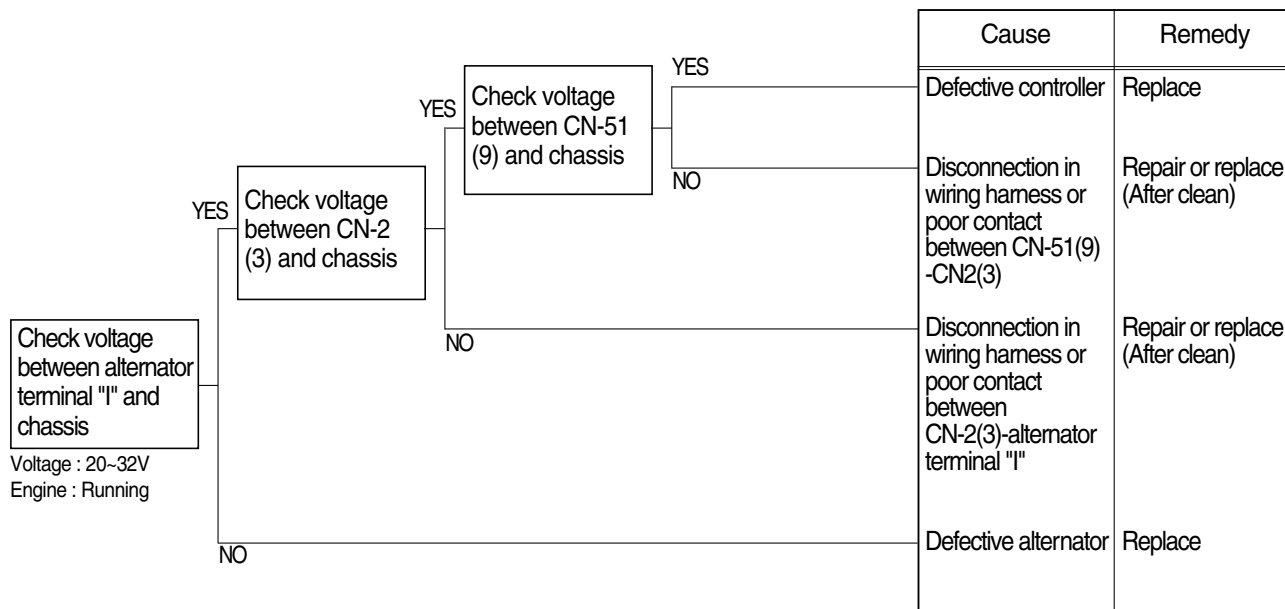 Cause
Remedy
YES
Defective controller
Replace
YES
Check voltage
between CN-51
(9) and chassis
NO
Disconnection in
wiring harness or
poor contact
between CN-51(9)
-CN2(3)
Repair or replace
(After clean)
YES
Check voltage
between CN-2
(3) and chassis
NO
Disconnection in
wiring harness or
poor contact
between
CN-2(3)-alternator
terminal "I"
Repair or replace
(After clean)
Check voltage
between alternator
terminal "I" and
chassis
Voltage : 20~32V
Engine : Running
NO
Defective alternator
Replace